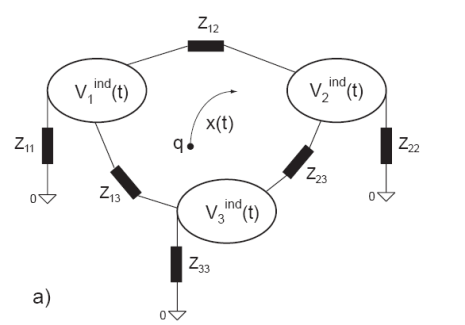 Z₁₂
V₁ⁱⁿᵈ(t)
V₂ⁱⁿᵈ(t)
x(t)
q
Z₁₁
Z₂₂
Z₁₃
Z₂₃
0
0
V₃ⁱⁿᵈ(t)
Z₃₃
a)
0